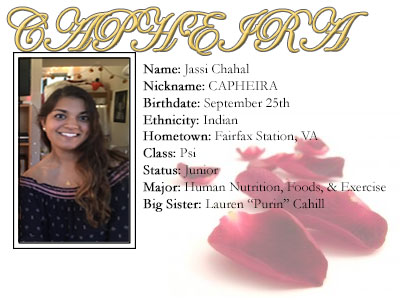 CAPHEIRA
Name: Jassi Chahal
Nickname: CAPHEIRA
Birthdate: September 25th
Ethnicity: Indian
Hometown: Fairfax Station, VA
Class: Psi
Status: Junior
Major: Human Nutrition, Foods, & Exercise
Big Sister: Lauren “Purin” Cahill